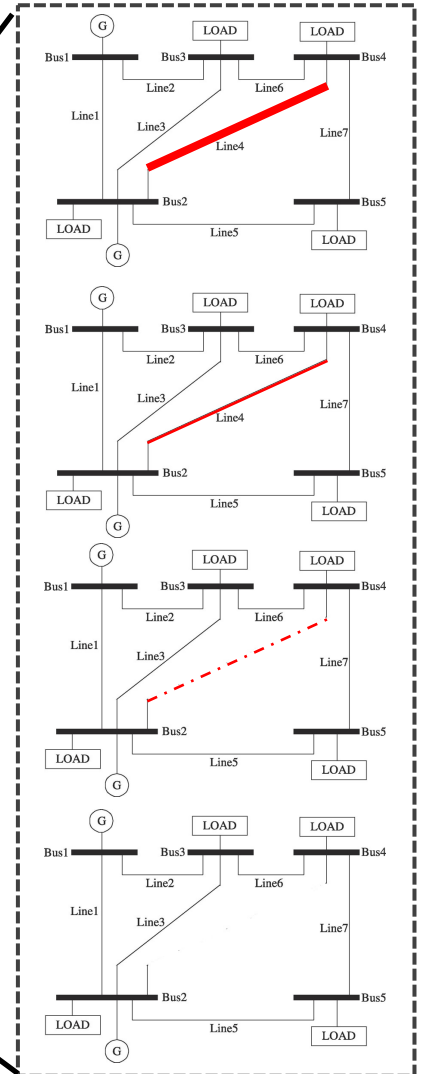 G
LOAD
LOAD
Bus1
Bus3
Bus4
Line2
Line6
Line1
Line3
Line4
Line7
Bus2
Bus5
LOAD
Line5
LOAD
G
G
LOAD
LOAD
Bus1
Bus3
Bus4
Line2
Line6
Line1
Line3
Line4
Line7
Bus2
Bus5
LOAD
Line5
LOAD
G
G
LOAD
LOAD
Bus1
Bus3
Bus4
Line2
Line6
Line1
Line3
Line7
Bus2
Bus5
LOAD
Line5
LOAD
G
G
LOAD
LOAD
Bus1
Bus3
Bus4
Line2
Line6
Line1
Line3
Line7
Bus2
Bus5
LOAD
Line5
LOAD
G